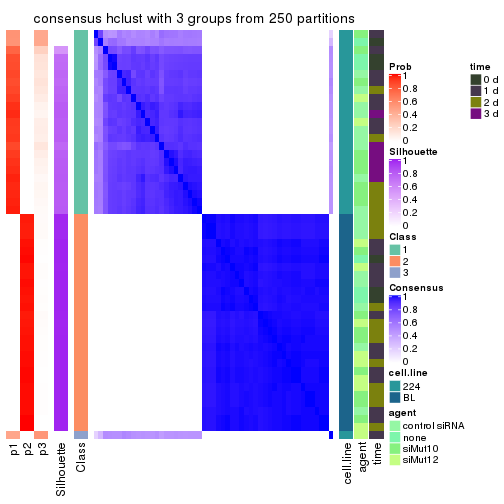 consensus hclust with 3 groups from 250 partitions
Prob
1
0.8
0.6
0.4
0.2
0
time
0 d
1 d
2 d
3 d
Silhouette
1
0.8
0.6
0.4
0.2
0
Class
1
2
3
Consensus
1
0.8
0.6
0.4
0.2
0
cell.line
224
BL
agent
control siRNA
none
siMut10
siMut12
p1
p2
p3
Silhouette
Class
cell.line
agent
time